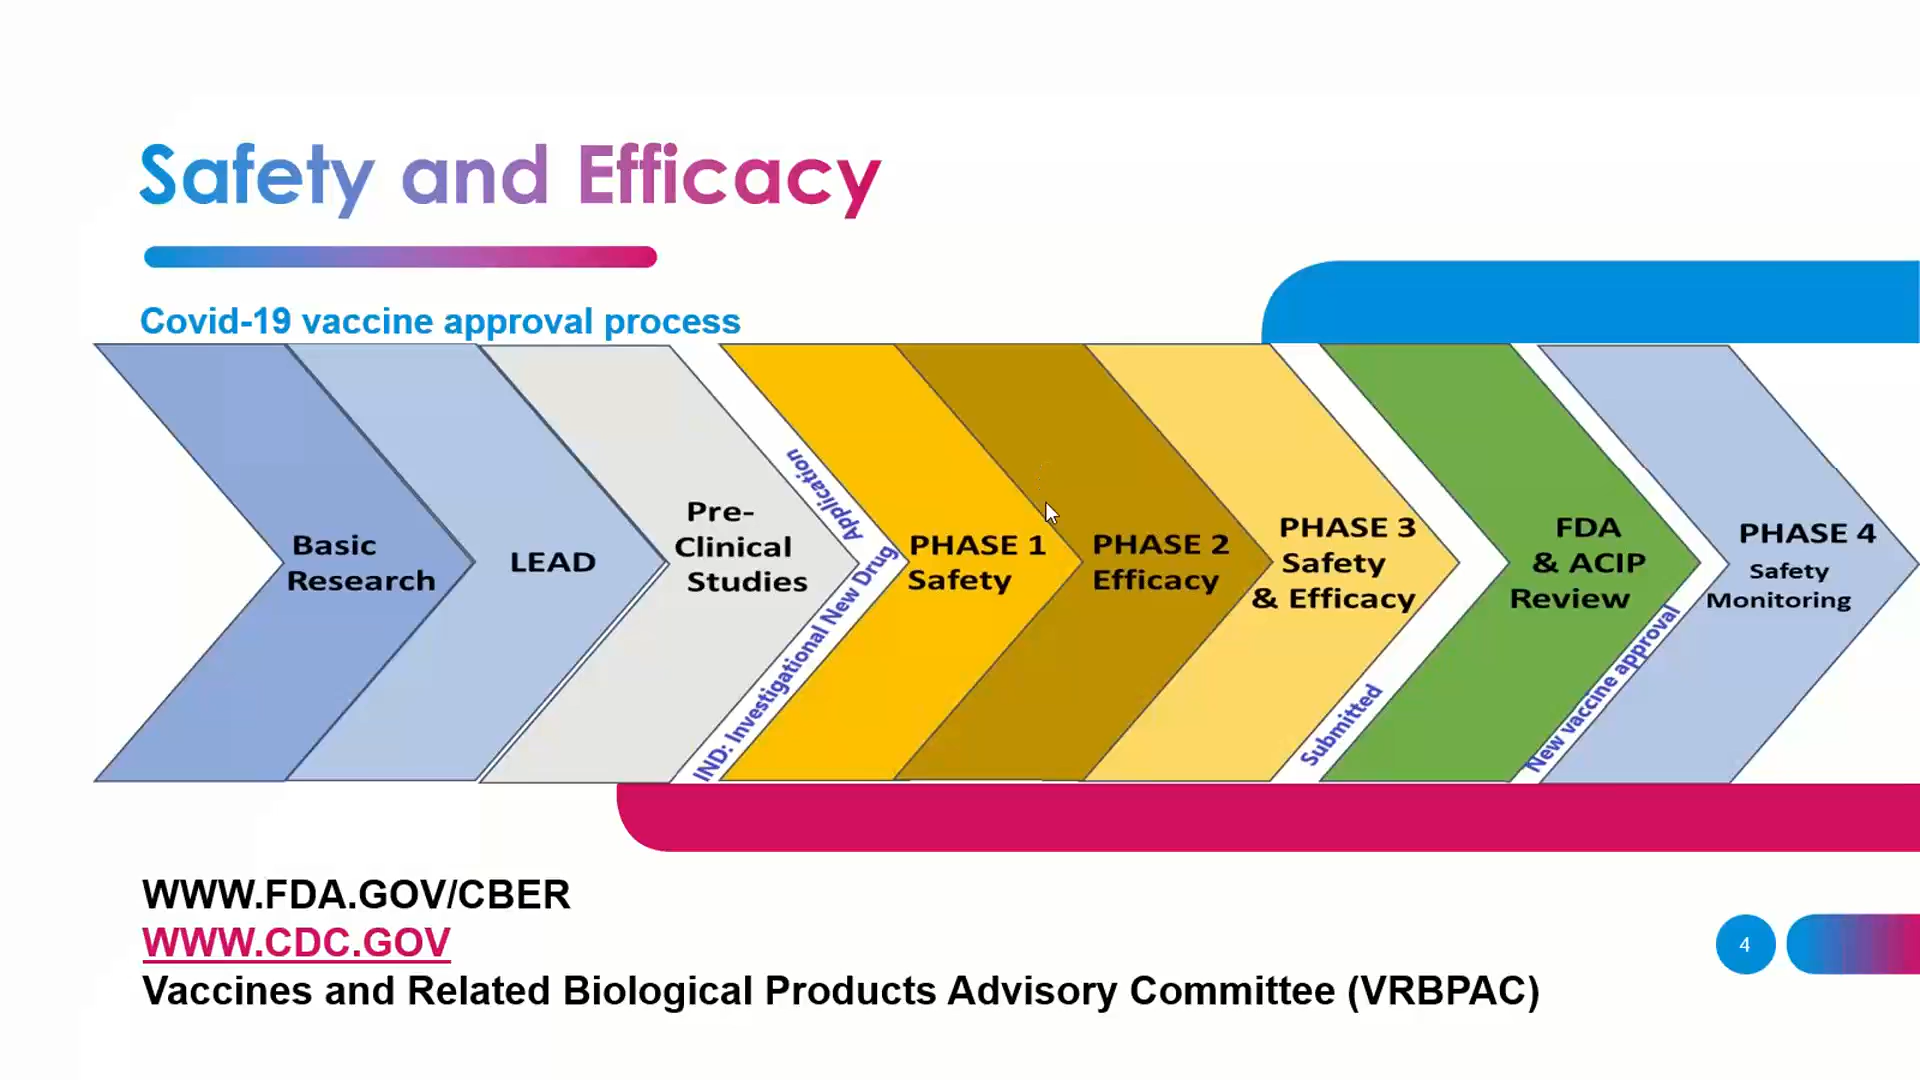 Safety and Efficacy
Covid-19 vaccine approval process
Basic
Research
LEAD
Pre-
Clinical
Studies
IND: Investigational New Drug
Application
PHASE 1
Safety
PHASE 2
Efficacy
PHASE 3
Safety
& Efficacy
Submitted
FDA
& ACIP
Review
New vaccine approval
PHASE 4
Safety
Monitoring
WWW.FDA.GOV/CBER
WWW.CDC.GOV
Vaccines and Related Biological Products Advisory Committee (VRBPAC)
4